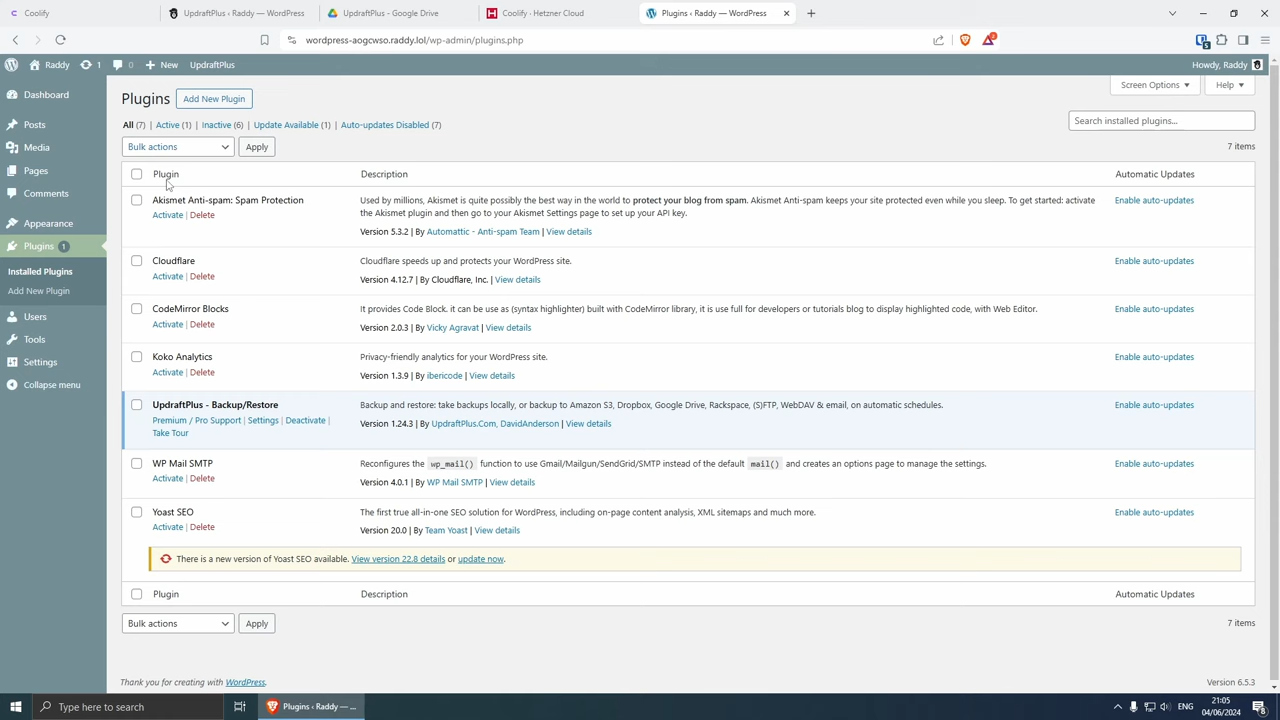 Coolify
UpdraftPlus ‹ Raddy — WordPress
UpdraftPlus - Google Drive
Coolify · Hetzner Cloud
Plugins ‹ Raddy — WordPress
wordpress-aogcwso.raddy.lol/wp-admin/plugins.php
Raddy 1 0 New UpdraftPlus Howdy, Raddy
Dashboard
Posts
Media
Pages
Comments
Appearance
Plugins 1
Installed Plugins
Add New Plugin
Users
Tools
Settings
Collapse menu
Screen Options Help
Plugins Add New Plugin
All (7) | Active (1) | Inactive (6) | Update Available (1) | Auto-updates Disabled (7)
Search installed plugins...
Bulk actions Apply 7 items
Plugin Description Automatic Updates
Akismet Anti-spam: Spam Protection
Activate | Delete
Used by millions, Akismet is quite possibly the best way in the world to protect your blog from spam. Akismet Anti-spam keeps your site protected even while you sleep. To get started: activate
the Akismet plugin and then go to your Akismet Settings page to set up your API key.
Version 5.3.2 | By Automattic - Anti-spam Team | View details
Enable auto-updates
Cloudflare
Activate | Delete
Cloudflare speeds up and protects your WordPress site.
Version 4.12.7 | By Cloudflare, Inc. | View details
Enable auto-updates
CodeMirror Blocks
Activate | Delete
It provides Code Block. it can be use as (syntax highlighter) built with CodeMirror library, it is use full for developers or tutorials blog to display highlighted code, with Web Editor.
Version 2.0.3 | By Vicky Agravat | View details
Enable auto-updates
Koko Analytics
Activate | Delete
Privacy-friendly analytics for your WordPress site.
Version 1.3.9 | By ibericode | View details
Enable auto-updates
UpdraftPlus - Backup/Restore
Premium / Pro Support | Settings | Deactivate |
Take Tour
Backup and restore: take backups locally, or backup to Amazon S3, Dropbox, Google Drive, Rackspace, (S)FTP, WebDAV & email, on automatic schedules.
Version 1.24.3 | By UpdraftPlus.Com, DavidAnderson | View details
Enable auto-updates
WP Mail SMTP
Activate | Delete
Reconfigures the wp_mail() function to use Gmail/Mailgun/SendGrid/SMTP instead of the default mail() and creates an options page to manage the settings.
Version 4.0.1 | By WP Mail SMTP | View details
Enable auto-updates
Yoast SEO
Activate | Delete
The first true all-in-one SEO solution for WordPress, including on-page content analysis, XML sitemaps and much more.
Version 20.0 | By Team Yoast | View details
Enable auto-updates
There is a new version of Yoast SEO available. View version 22.8 details or update now.
Plugin Description Automatic Updates
Bulk actions Apply 7 items
Thank you for creating with WordPress. Version 6.5.3
Type here to search
Plugins ‹ Raddy — ...
ENG
21:05
04/06/2024